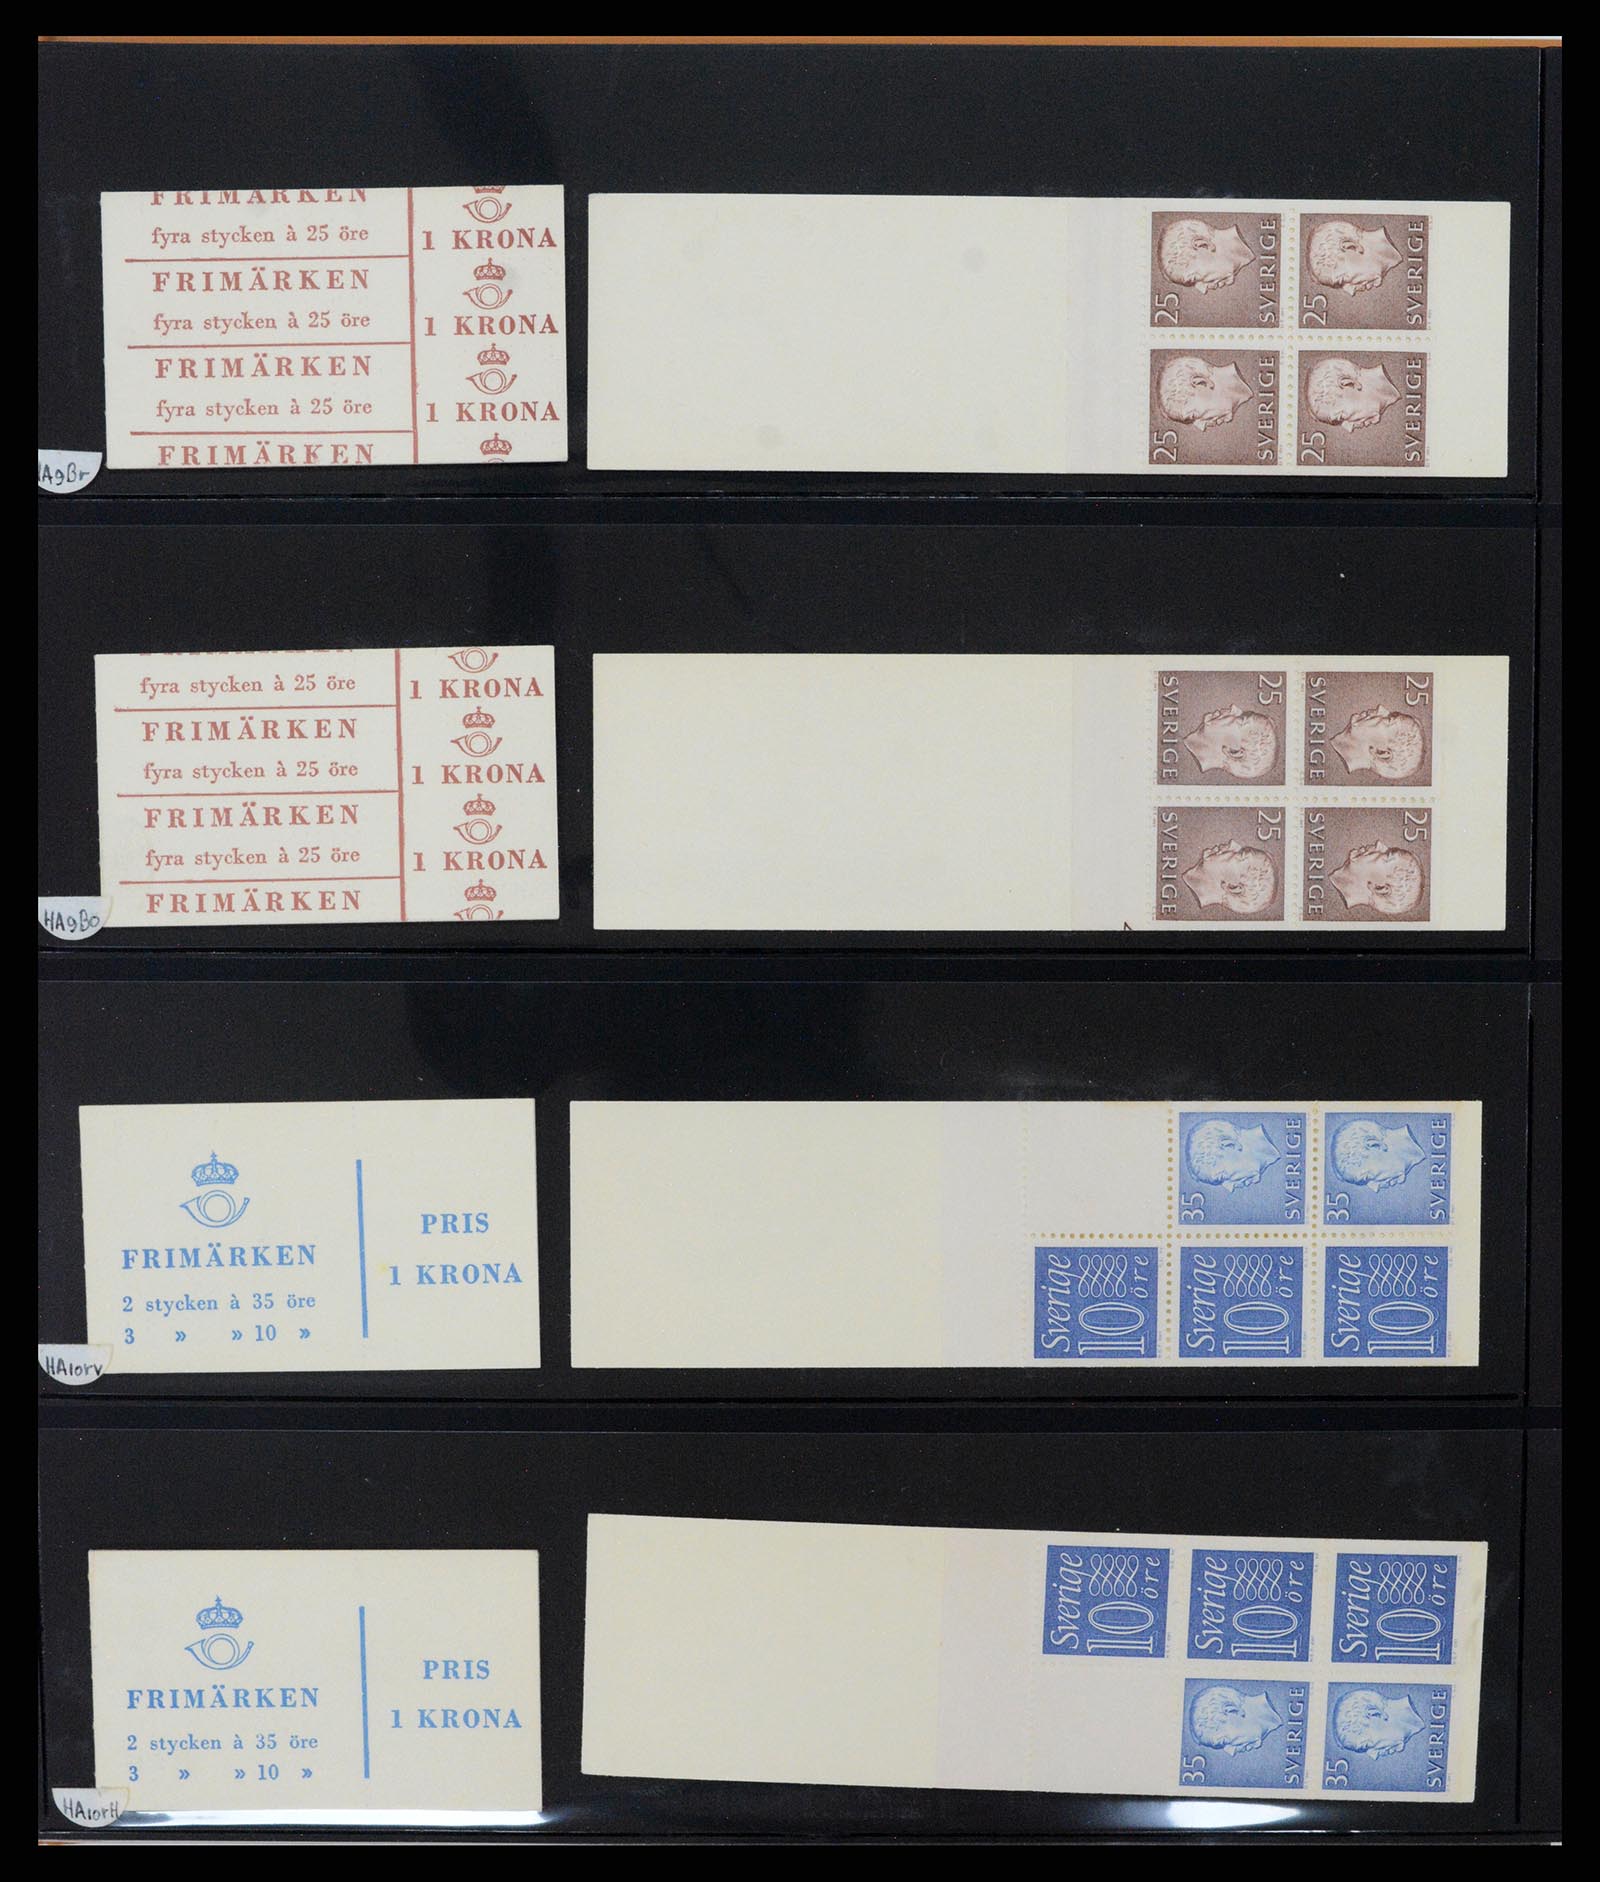 FRIMÄRKEN
fyra stycken à 25 öre
1 KRONA
FRIMÄRKEN
fyra stycken à 25 öre
1 KRONA
FRIMÄRKEN
fyra stycken à 25 öre
1 KRONA
FRIMÄRKEN
HA9Br
25 SVERIGE
25 SVERIGE
25 SVERIGE
25 SVERIGE
FRIMÄRKEN
fyra stycken à 25 öre
1 KRONA
FRIMÄRKEN
fyra stycken à 25 öre
1 KRONA
FRIMÄRKEN
fyra stycken à 25 öre
1 KRONA
FRIMÄRKEN
HA9BO
25 SVERIGE
25 SVERIGE
25 SVERIGE
25 SVERIGE
FRIMÄRKEN
2 stycken à 35 öre
3 » » 10 »
PRIS
1 KRONA
HA10rV
35 SVERIGE
35 SVERIGE
Sverige
10 öre
Sverige
10 öre
Sverige
10 öre
FRIMÄRKEN
2 stycken à 35 öre
3 » » 10 »
PRIS
1 KRONA
HA10rH
Sverige
10 öre
Sverige
10 öre
Sverige
10 öre
35 SVERIGE
35 SVERIGE